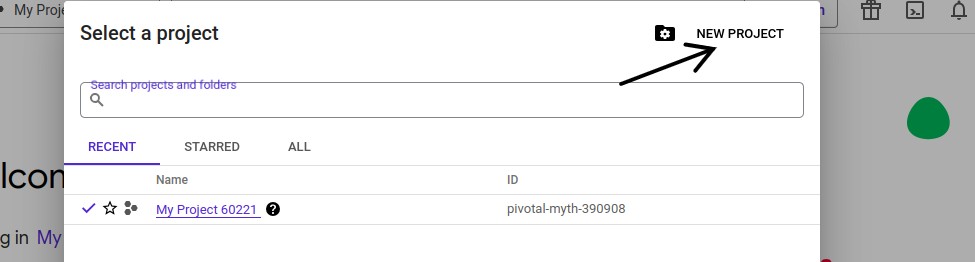 My Proje
Select a project
NEW PROJECT
Search projects and folders
RECENT
STARRED
ALL
Name
ID
My Project 60221
pivotal-myth-390908
lcon
g in My